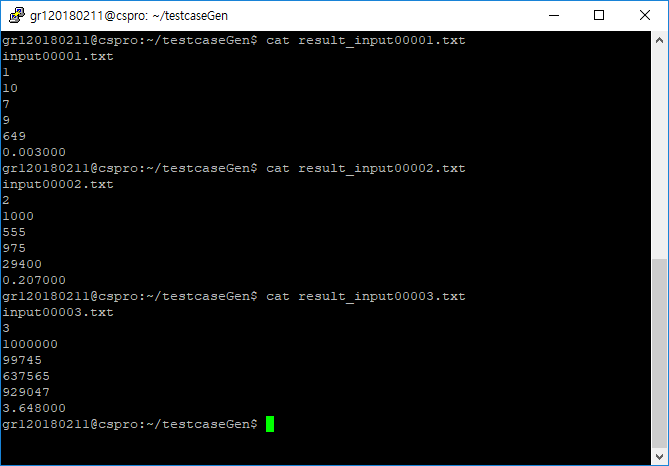 gr120180211@cspro: ~/testcaseGen
gr120180211@cspro:~/testcaseGen$ cat result_input00001.txt
input00001.txt
1
10
7
9
649
0.003000
gr120180211@cspro:~/testcaseGen$ cat result_input00002.txt
input00002.txt
2
1000
555
975
29400
0.207000
gr120180211@cspro:~/testcaseGen$ cat result_input00003.txt
input00003.txt
3
1000000
99745
637565
929047
3.648000
gr120180211@cspro:~/testcaseGen$